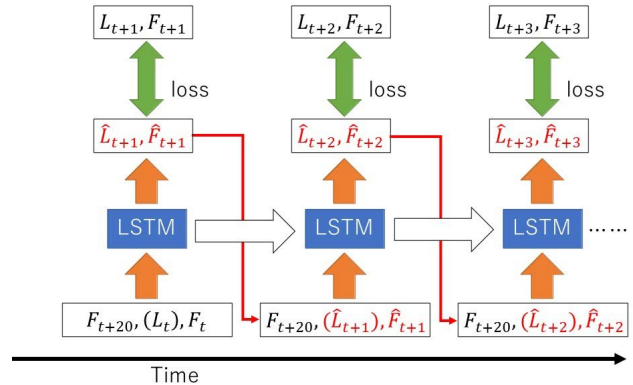 L_{t+1}, F_{t+1} L_{t+2}, F_{t+2} L_{t+3}, F_{t+3}
loss loss loss
L̂_{t+1}, F̂_{t+1} L̂_{t+2}, F̂_{t+2} L̂_{t+3}, F̂_{t+3}
LSTM LSTM LSTM ······
F_{t+20}, (L_t), F_t F_{t+20}, (L̂_{t+1}), F̂_{t+1} F_{t+20}, (L̂_{t+2}), F̂_{t+2}
Time